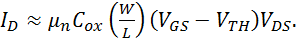 I_D ≈ μ_n C_ox (W/L) (V_GS − V_TH) V_DS.